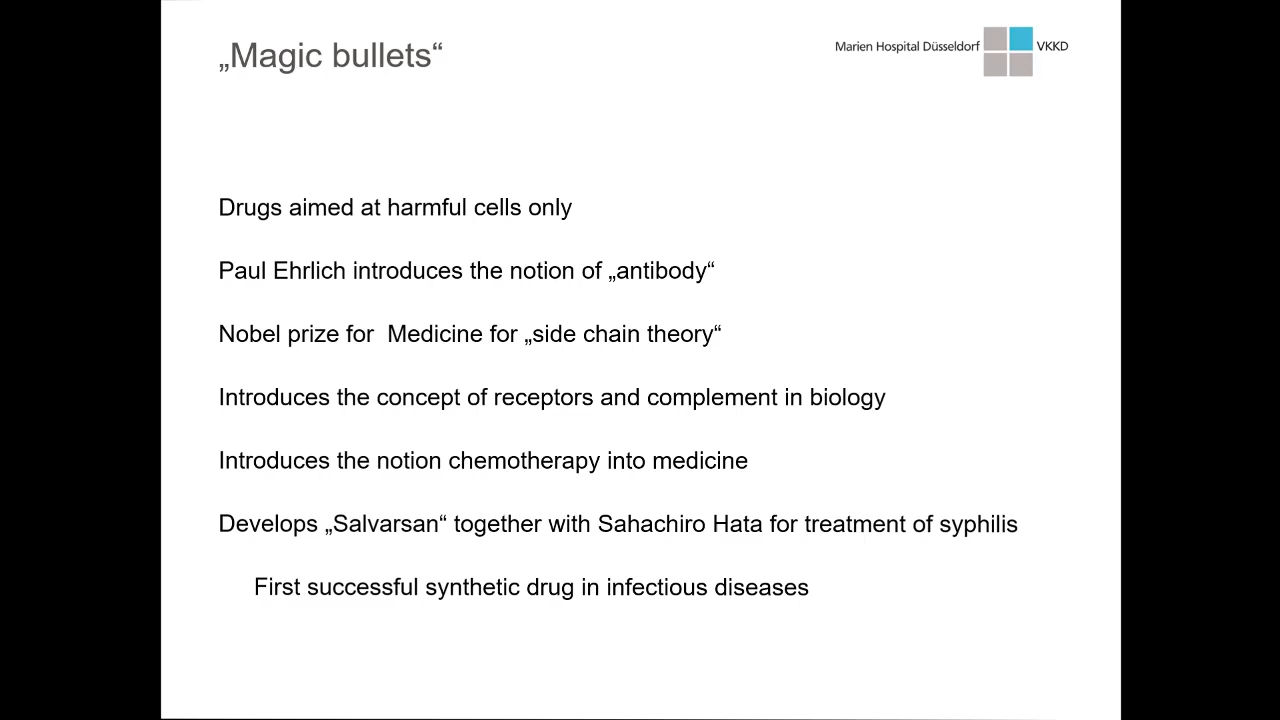 „Magic bullets“
Marien Hospital Düsseldorf VKKD
Drugs aimed at harmful cells only
Paul Ehrlich introduces the notion of „antibody“
Nobel prize for  Medicine for „side chain theory“
Introduces the concept of receptors and complement in biology
Introduces the notion chemotherapy into medicine
Develops „Salvarsan“ together with Sahachiro Hata for treatment of syphilis
First successful synthetic drug in infectious diseases